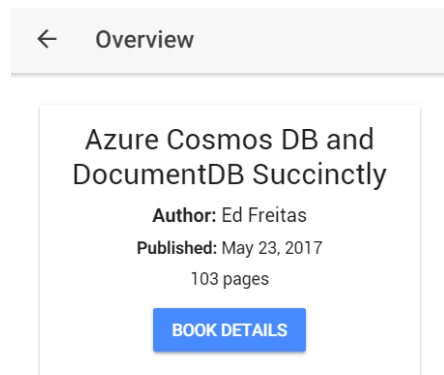 Overview
Azure Cosmos DB and
DocumentDB Succinctly
Author: Ed Freitas
Published: May 23, 2017
103 pages
BOOK DETAILS